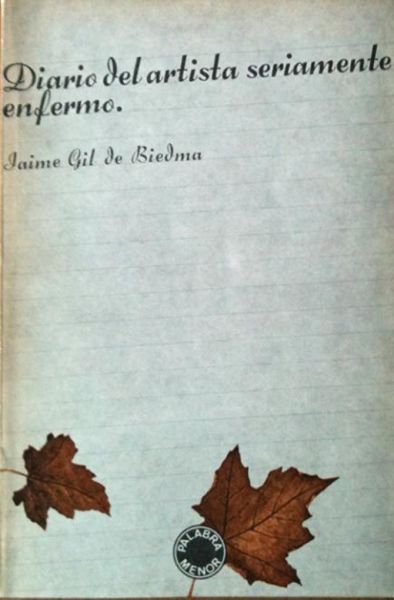 Diario del artista seriamente
enfermo.
Jaime Gil de Biedma
PALABRA
MENOR